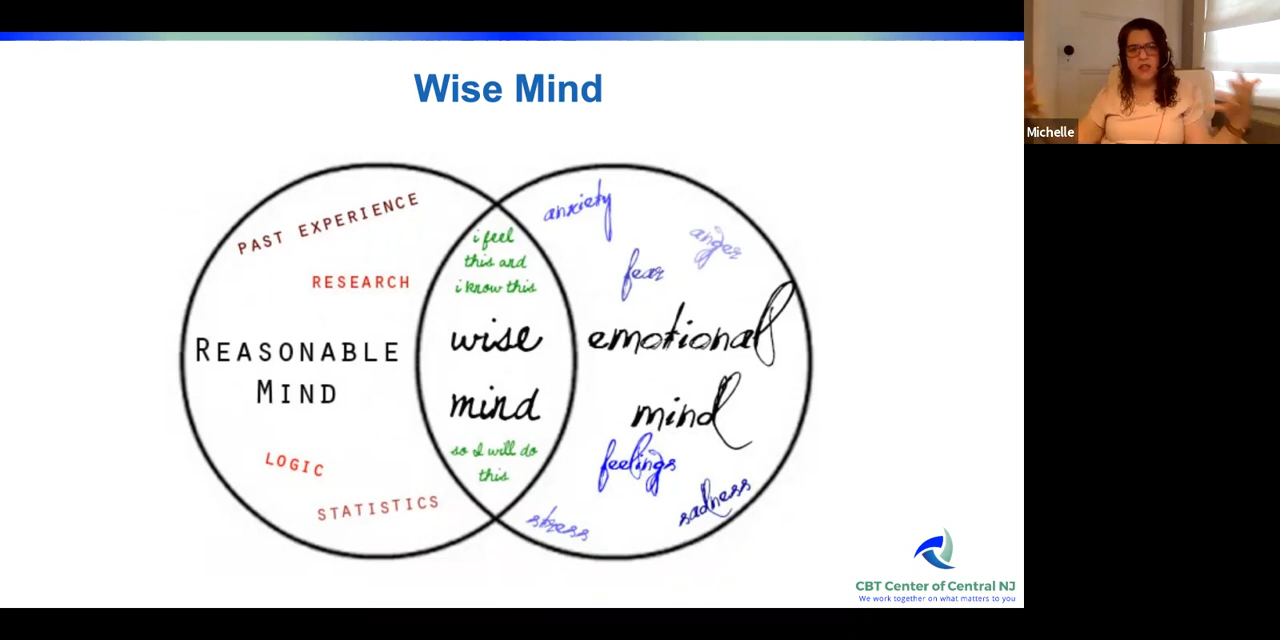 Wise Mind
Michelle
PAST EXPERIENCE
RESEARCH
REASONABLE
MIND
LOGIC
STATISTICS
i feel
this and
i know this
wise
mind
so I will do
this
anxiety
anger
fear
emotional
mind
feelings
sadness
stress
CBT Center of Central NJ
We work together on what matters to you